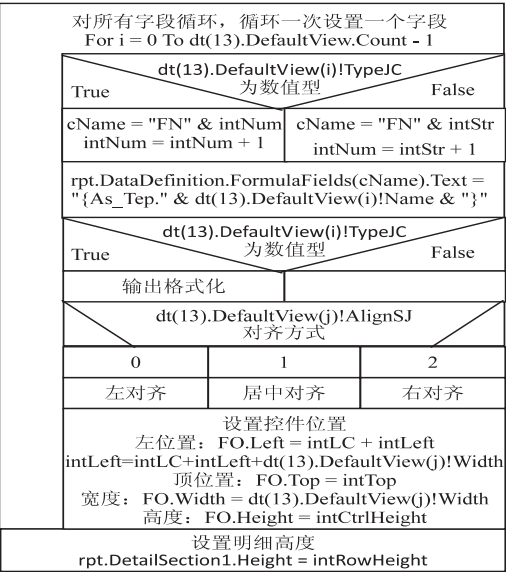 对所有字段循环，循环一次设置一个字段
For i = 0 To dt(13).DefaultView.Count - 1
dt(13).DefaultView(i)!TypeJC
为数值型
True
False
cName = "FN" & intNum
intNum = intNum + 1
cName = "FN" & intStr
intNum = intStr + 1
rpt.DataDefinition.FormulaFields(cName).Text =
"{As_Tep." & dt(13).DefaultView(i)!Name & "}"
dt(13).DefaultView(i)!TypeJC
为数值型
True
False
输出格式化
dt(13).DefaultView(j)!AlignSJ
对齐方式
0
1
2
左对齐
居中对齐
右对齐
设置控件位置
左位置：FO.Left = intLC + intLeft
intLeft=intLC+intLeft+dt(13).DefaultView(j)!Width
顶位置：FO.Top = intTop
宽度：FO.Width = dt(13).DefaultView(j)!Width
高度：FO.Height = intCtrlHeight
设置明细高度
rpt.DetailSection1.Height = intRowHeight